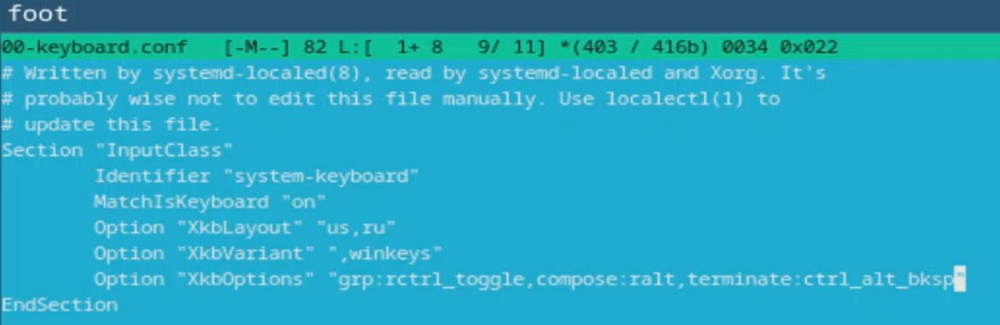 foot
00-keyboard.conf   [-M--] 82 L:[  1+ 8   9/ 11] *(403 / 416b) 0034 0x022
# Written by systemd-localed(8), read by systemd-localed and Xorg. It's
# probably wise not to edit this file manually. Use localectl(1) to
# update this file.
Section "InputClass"
        Identifier "system-keyboard"
        MatchIsKeyboard "on"
        Option "XkbLayout" "us,ru"
        Option "XkbVariant" ",winkeys"
        Option "XkbOptions" "grp:rctrl_toggle,compose:ralt,terminate:ctrl_alt_bksp"
EndSection